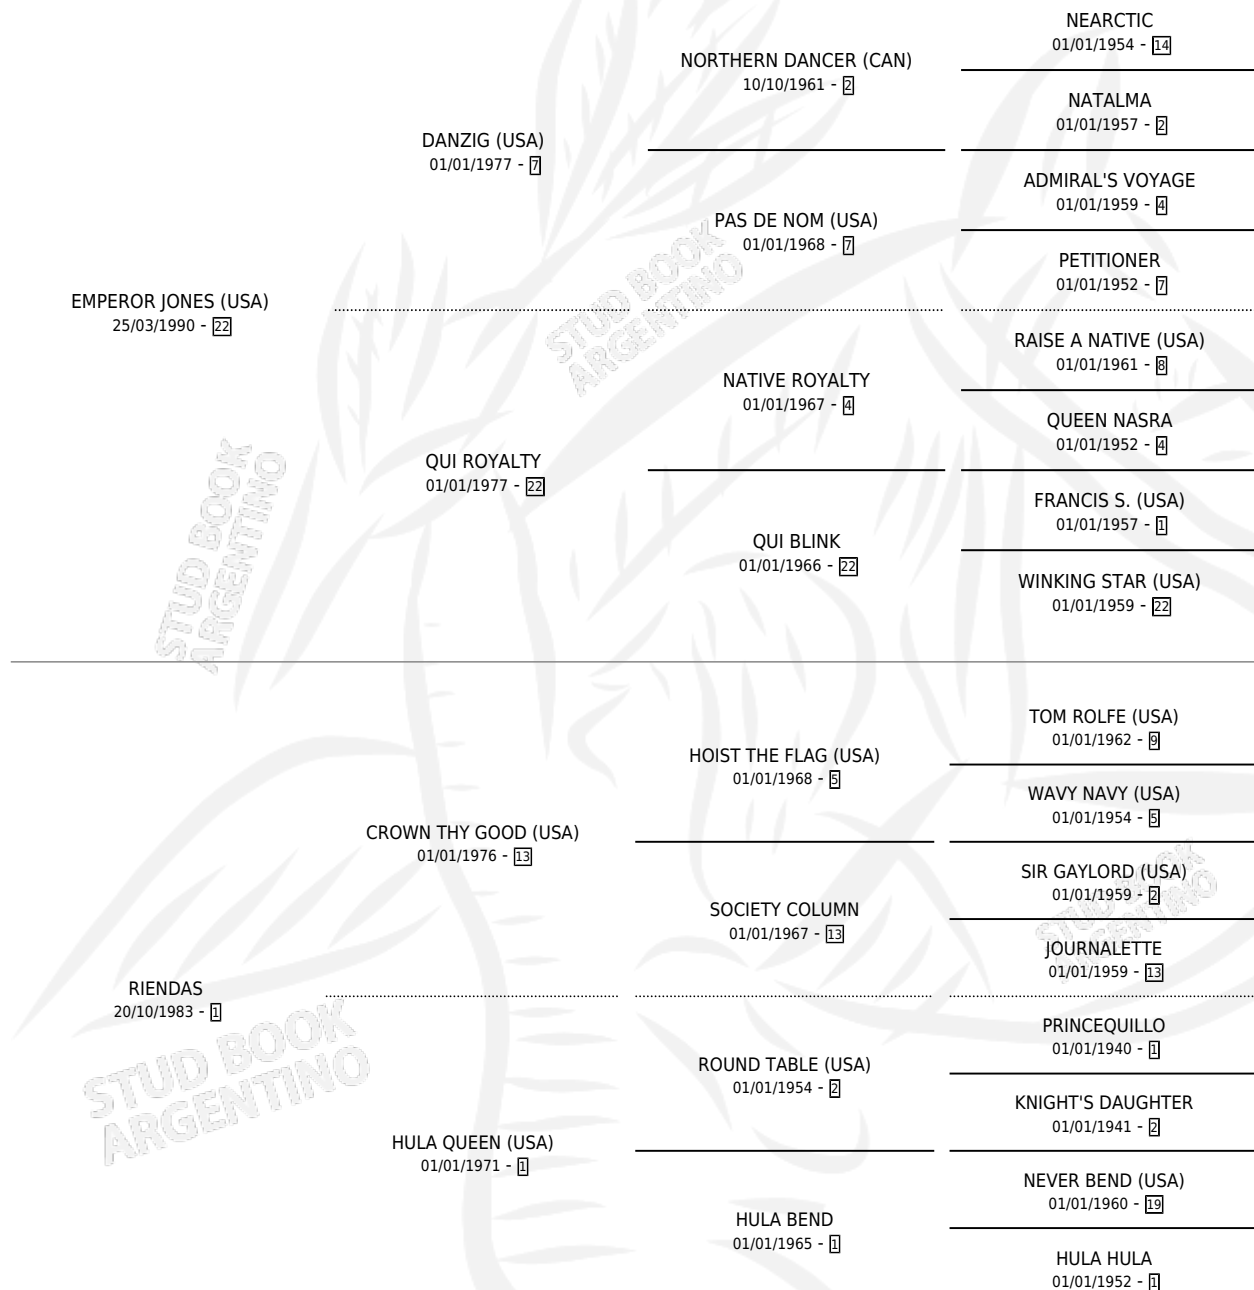 NEARCTIC
01/01/1954 - 14
NORTHERN DANCER (CAN)
10/10/1961 - 2
NATALMA
01/01/1957 - 2
DANZIG (USA)
01/01/1977 - 7
ADMIRAL'S VOYAGE
01/01/1959 - 4
PAS DE NOM (USA)
01/01/1968 - 7
PETITIONER
01/01/1952 - 7
EMPEROR JONES (USA)
25/03/1990 - 22
RAISE A NATIVE (USA)
01/01/1961 - 8
NATIVE ROYALTY
01/01/1967 - 4
QUEEN NASRA
01/01/1952 - 4
QUI ROYALTY
01/01/1977 - 22
FRANCIS S. (USA)
01/01/1957 - 1
QUI BLINK
01/01/1966 - 22
WINKING STAR (USA)
01/01/1959 - 22
TOM ROLFE (USA)
01/01/1962 - 9
HOIST THE FLAG (USA)
01/01/1968 - 5
WAVY NAVY (USA)
01/01/1954 - 5
CROWN THY GOOD (USA)
01/01/1976 - 13
SIR GAYLORD (USA)
01/01/1959 - 2
SOCIETY COLUMN
01/01/1967 - 13
JOURNALETTE
01/01/1959 - 13
RIENDAS
20/10/1983 - 1
PRINCEQUILLO
01/01/1940 - 1
ROUND TABLE (USA)
01/01/1954 - 2
KNIGHT'S DAUGHTER
01/01/1941 - 2
HULA QUEEN (USA)
01/01/1971 - 1
NEVER BEND (USA)
01/01/1960 - 19
HULA BEND
01/01/1965 - 1
HULA HULA
01/01/1952 - 1
STUD BOOK
ARGENTINO
STUD BOOK
ARGENTINO
STUD BOOK
ARGENTINO
STUD BOOK
ARGENTINO